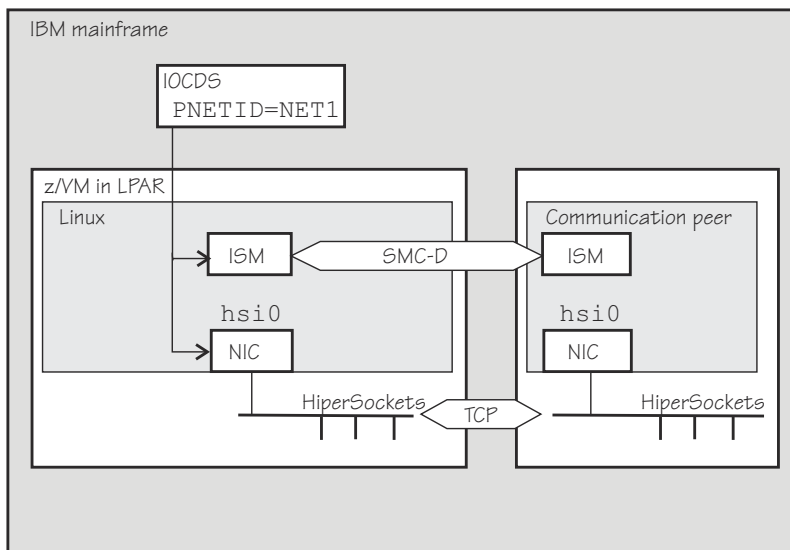 IBM mainframe
IOCDS
PNETID=NET1
z/VM in LPAR
Linux
Communication peer
ISM
SMC-D
ISM
hsi0
hsi0
NIC
NIC
HiperSockets
TCP
HiperSockets